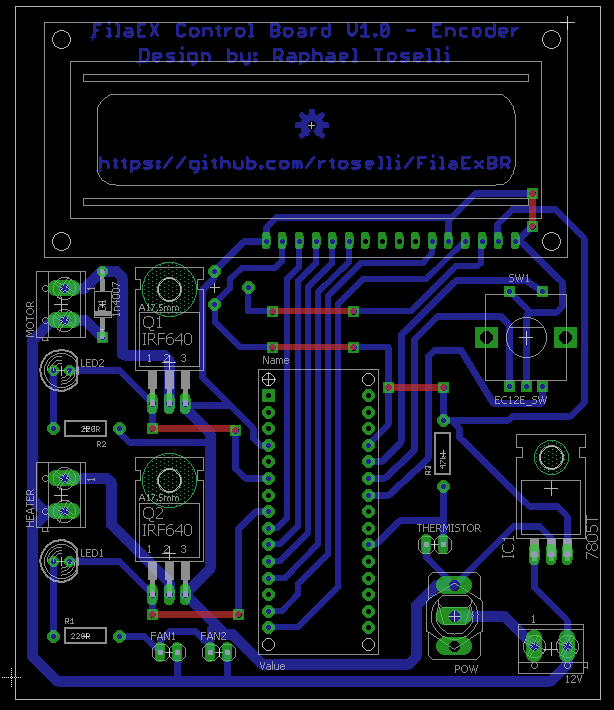 FilaEX Control Board V1.0 - Encoder
Design by: Raphael Toselli
https://github.com/rtoselli/FilaExBR
MOTOR
1
1n4007
A17,5mm
Q1
IRF640
1 2 3
SW1
EC12E_SW
Name
LED2
220R
R2
47k
HEATER
1
A17,5mm
Q2
IRF640
1 2 3
THERMISTOR
IC1
7805T
LED1
R1
220R
FAN1
FAN2
Value
POW
1
12V